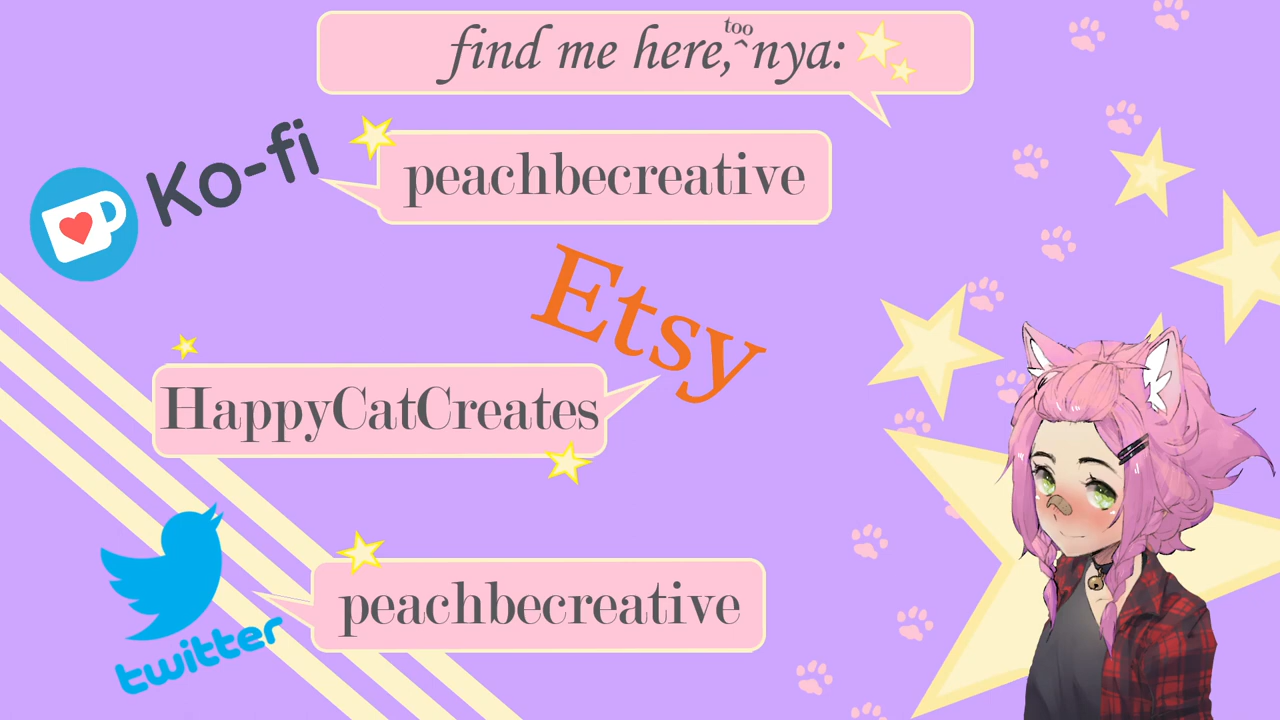 find me here,^too nya:
Ko-fi
peachbecreative
Etsy
HappyCatCreates
twitter
peachbecreative